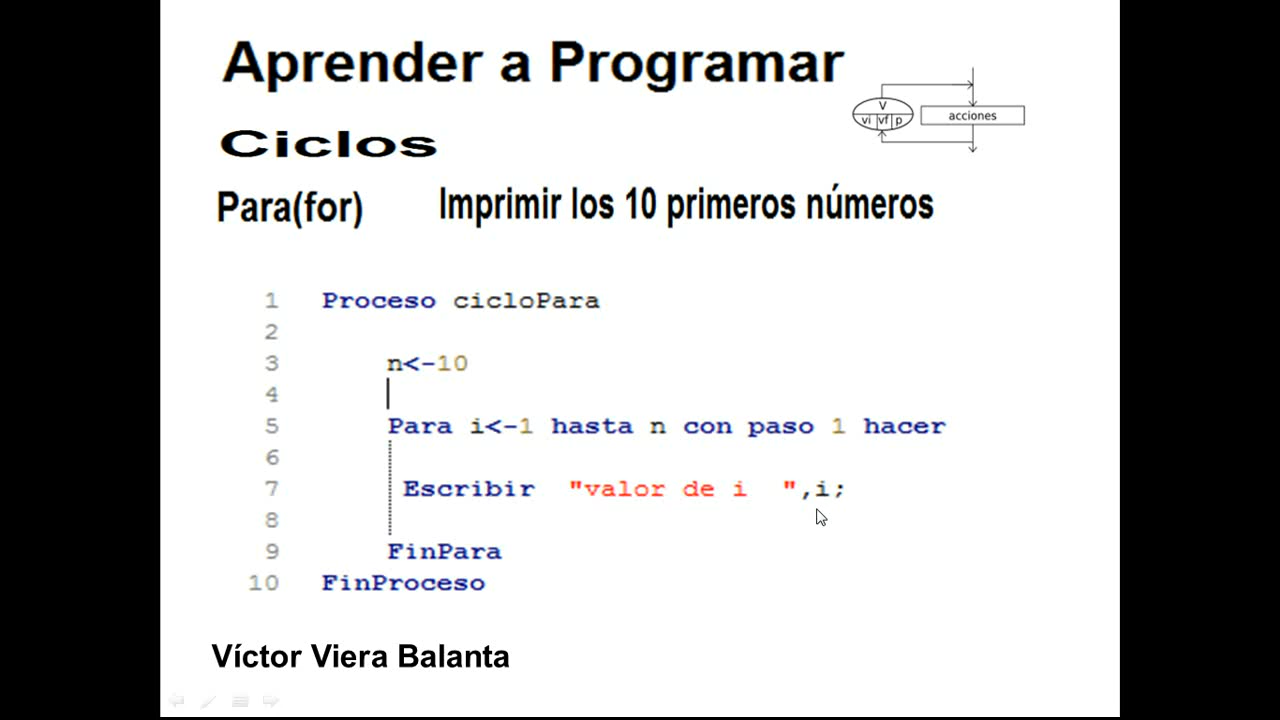 Aprender a Programar
V
vi vf p
acciones
Ciclos
Para(for)
Imprimir los 10 primeros números
1 Proceso cicloPara
2
3 n<-10
4
5 Para i<-1 hasta n con paso 1 hacer
6
7 Escribir "valor de i ",i;
8
9 FinPara
10 FinProceso
Víctor Viera Balanta